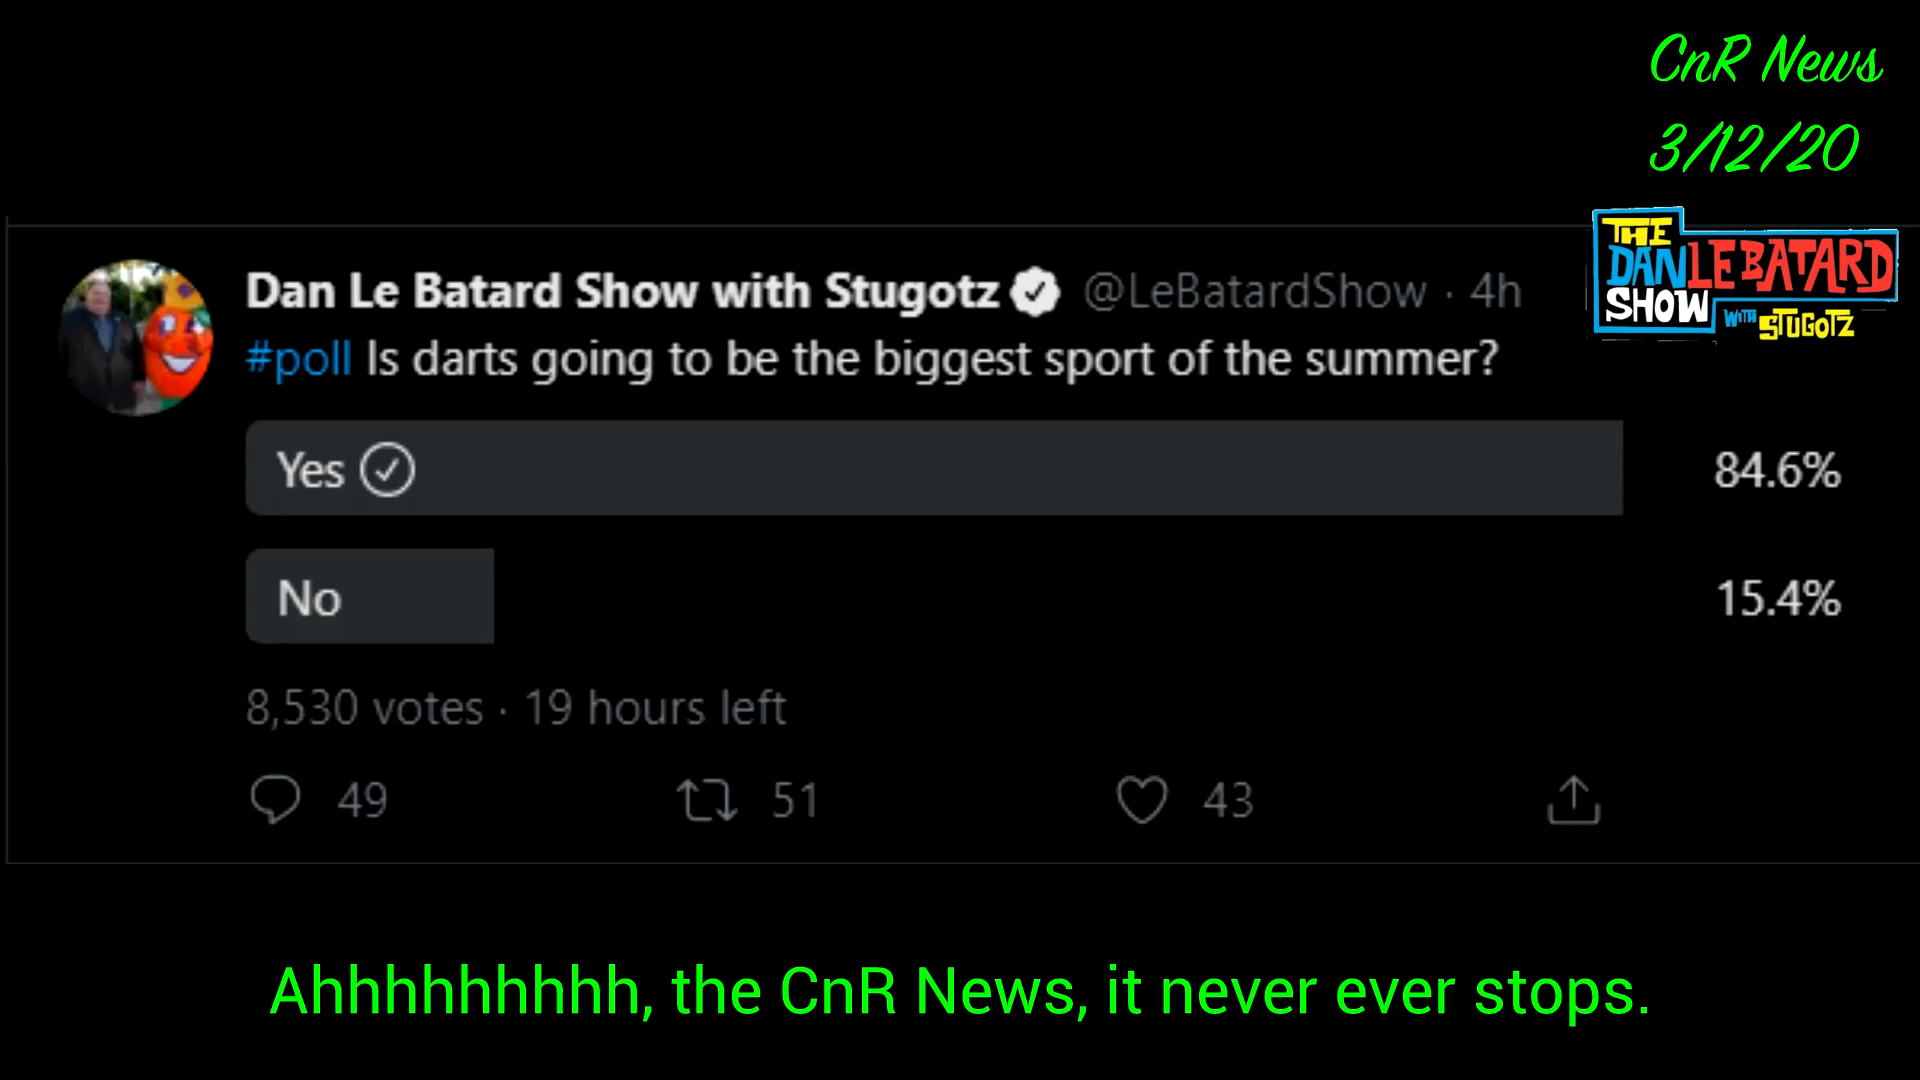 CnR News
3/12/20
THE
DAN LE BATARD
SHOW WITH STUGOTZ
Dan Le Batard Show with Stugotz @LeBatardShow · 4h
#poll Is darts going to be the biggest sport of the summer?
Yes 84.6%
No 15.4%
8,530 votes · 19 hours left
49 51 43
Ahhhhhhhhh, the CnR News, it never ever stops.